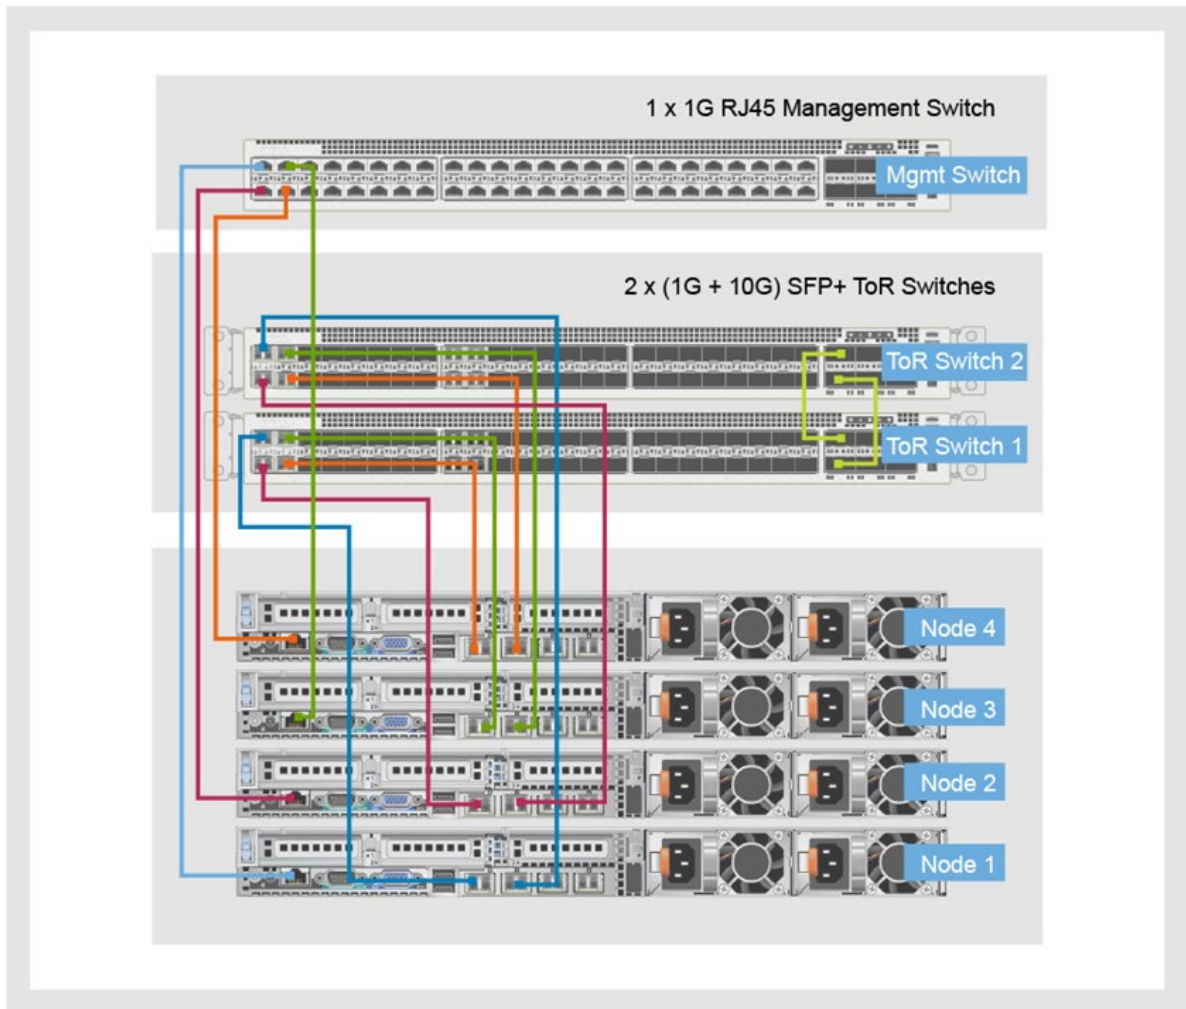 1 x 1G RJ45 Management Switch
Mgmt Switch
2 x (1G + 10G) SFP+ ToR Switches
ToR Switch 2
ToR Switch 1
Node 4
Node 3
Node 2
Node 1